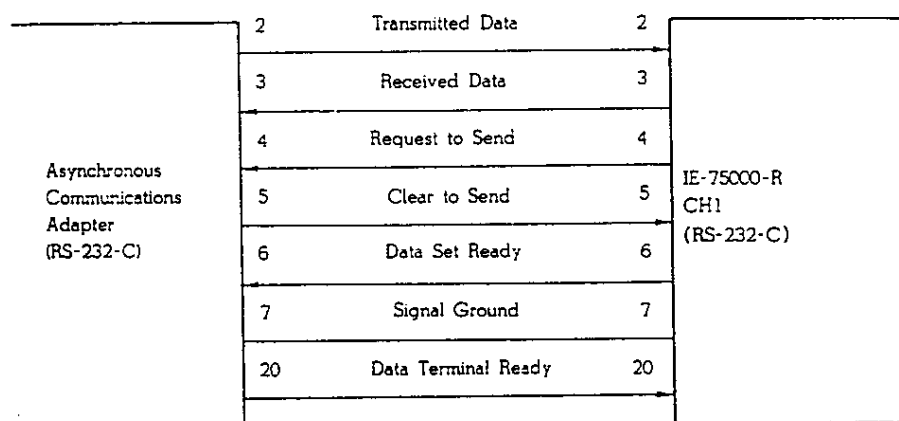 2 Transmitted Data 2
3 Received Data 3
4 Request to Send 4
Asynchronous
Communications
Adapter
(RS-232-C)
5 Clear to Send 5
IE-75000-R
CH1
(RS-232-C)
6 Data Set Ready 6
7 Signal Ground 7
20 Data Terminal Ready 20